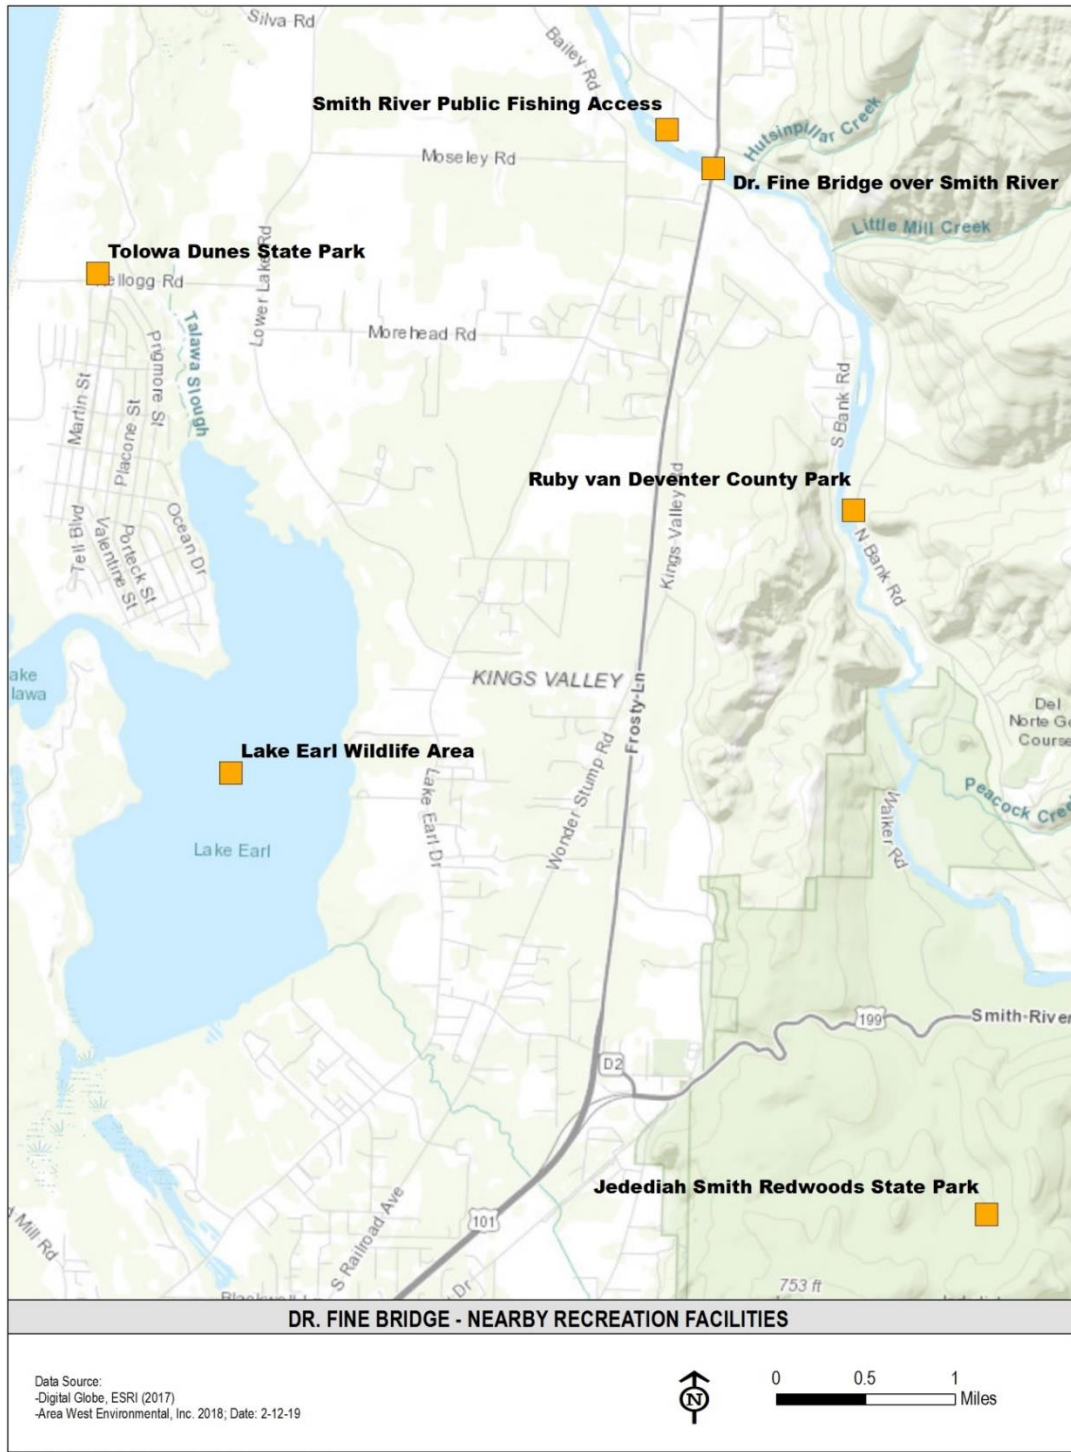 Silva Rd
Bailey Rd
Smith River Public Fishing Access
Hutsinpillar Creek
Moseley Rd
Dr. Fine Bridge over Smith River
Little Mill Creek
Tolowa Dunes State Park
ellogg Rd
Lower Lake Rd
Talawa Slough
Morehead Rd
Prigmore St
Martin St
Placone St
S Bank Rd
Ruby van Deventer County Park
Kings Valley Rd
Ocean Dr
Tell Blvd
Valentine St
Porteck St
N Bank Rd
KINGS VALLEY
ake
lawa
Frosty Ln
Del
Norte Go
Course
Lake Earl Wildlife Area
Wonder Stump Rd
Lake Earl Dr
Peacock Creek
Walker Rd
Lake Earl
199
Smith-River
D2
Jedediah Smith Redwoods State Park
S Railroad Ave
101
d Mill Rd
Dr
753 ft
DR. FINE BRIDGE - NEARBY RECREATION FACILITIES
Data Source:
-Digital Globe, ESRI (2017)
-Area West Environmental, Inc. 2018; Date: 2-12-19
N
0 0.5 1
Miles